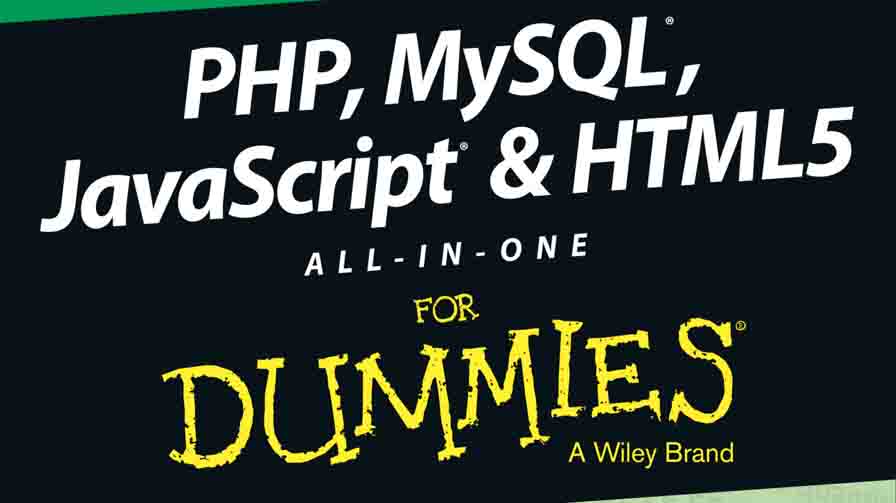 PHP, MySQL®,
JavaScript® & HTML5
ALL-IN-ONE
FOR
DUMMIES®
A Wiley Brand